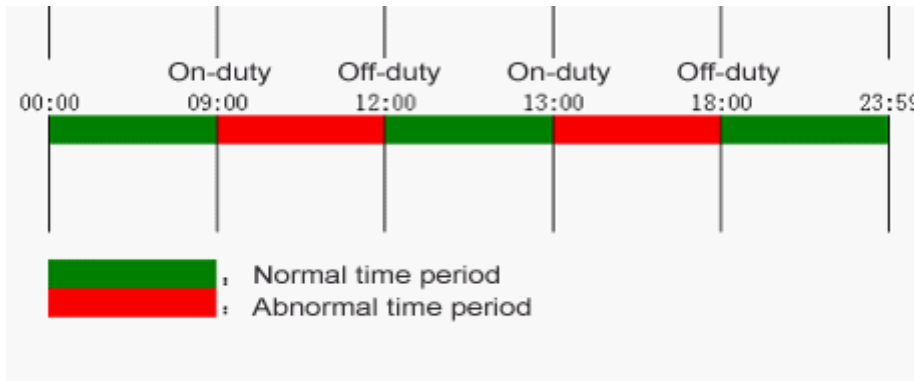 On-duty Off-duty On-duty Off-duty
00:00 09:00 12:00 13:00 18:00 23:59
: Normal time period
: Abnormal time period